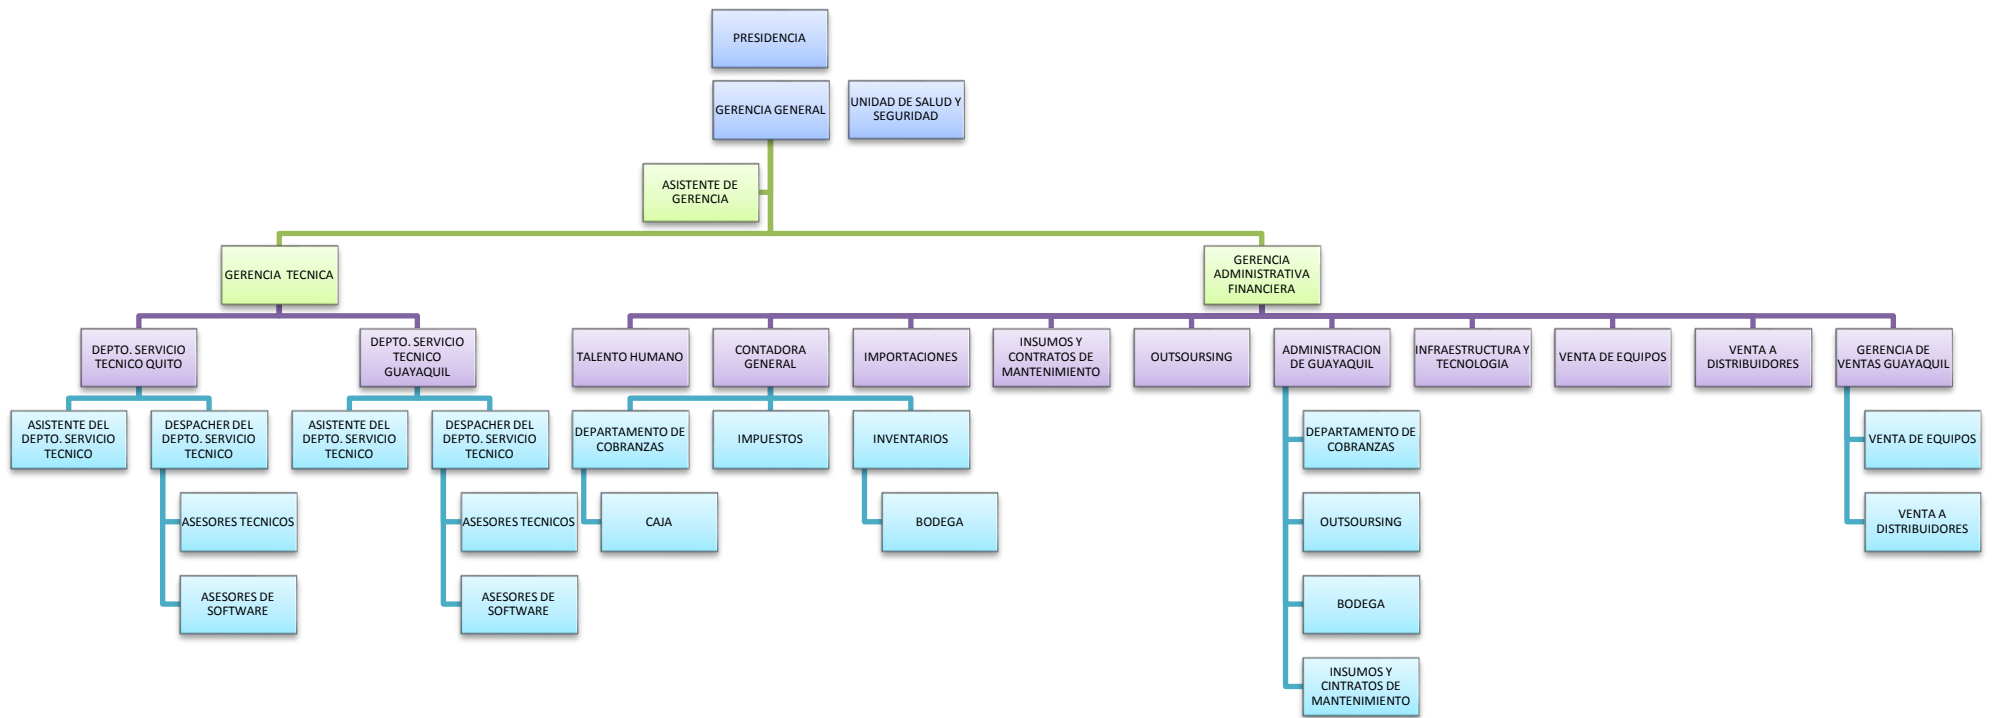 PRESIDENCIA
GERENCIA GENERAL
UNIDAD DE SALUD Y
SEGURIDAD
ASISTENTE DE
GERENCIA
GERENCIA TECNICA
GERENCIA
ADMINISTRATIVA
FINANCIERA
DEPTO. SERVICIO
TECNICO QUITO
DEPTO. SERVICIO
TECNICO
GUAYAQUIL
TALENTO HUMANO
CONTADORA
GENERAL
IMPORTACIONES
INSUMOS Y
CONTRATOS DE
MANTENIMIENTO
OUTSOURSING
ADMINISTRACION
DE GUAYAQUIL
INFRAESTRUCTURA Y
TECNOLOGIA
VENTA DE EQUIPOS
VENTA A
DISTRIBUIDORES
GERENCIA DE
VENTAS GUAYAQUIL
ASISTENTE DEL
DEPTO. SERVICIO
TECNICO
DESPACHER DEL
DEPTO. SERVICIO
TECNICO
ASISTENTE DEL
DEPTO. SERVICIO
TECNICO
DESPACHER DEL
DEPTO. SERVICIO
TECNICO
DEPARTAMENTO DE
COBRANZAS
IMPUESTOS
INVENTARIOS
DEPARTAMENTO DE
COBRANZAS
VENTA DE EQUIPOS
ASESORES TECNICOS
ASESORES TECNICOS
CAJA
BODEGA
OUTSOURSING
VENTA A
DISTRIBUIDORES
ASESORES DE
SOFTWARE
ASESORES DE
SOFTWARE
BODEGA
INSUMOS Y
CINTRATOS DE
MANTENIMIENTO